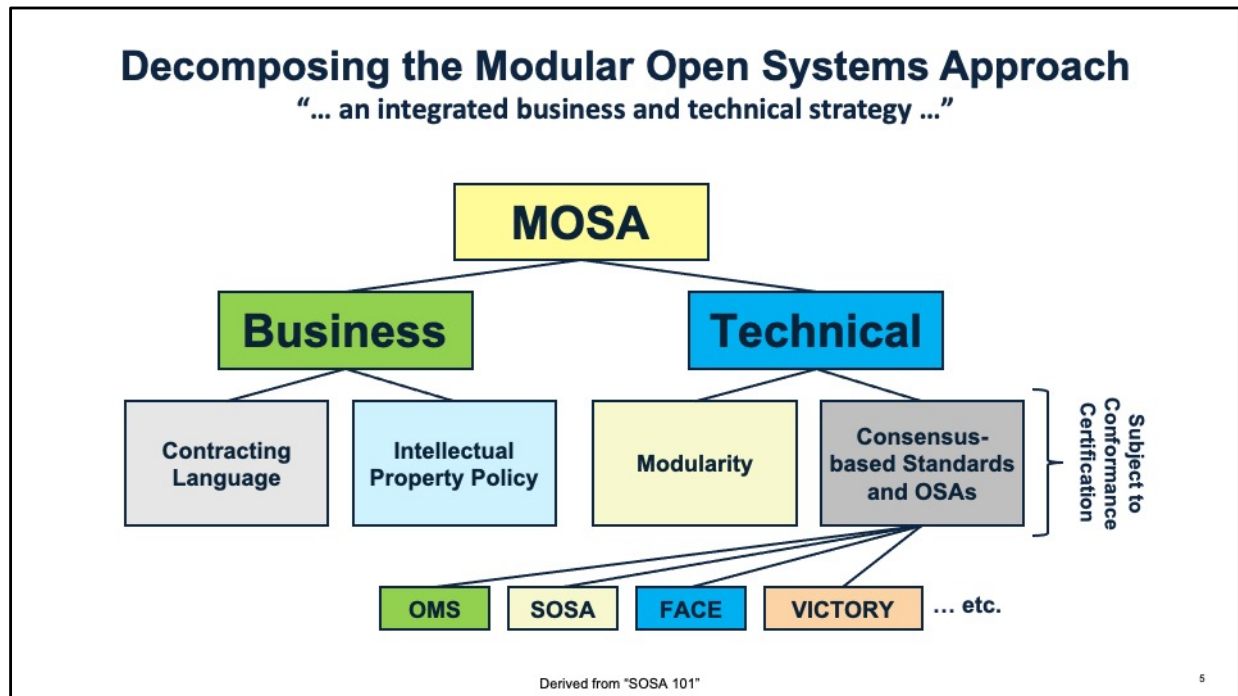 Decomposing the Modular Open Systems Approach
“... an integrated business and technical strategy ...”
MOSA
Business
Technical
Contracting
Language
Intellectual
Property Policy
Modularity
Consensus-
based Standards
and OSAs
Subject to
Conformance
Certification
OMS
SOSA
FACE
VICTORY
... etc.
Derived from "SOSA 101"
5